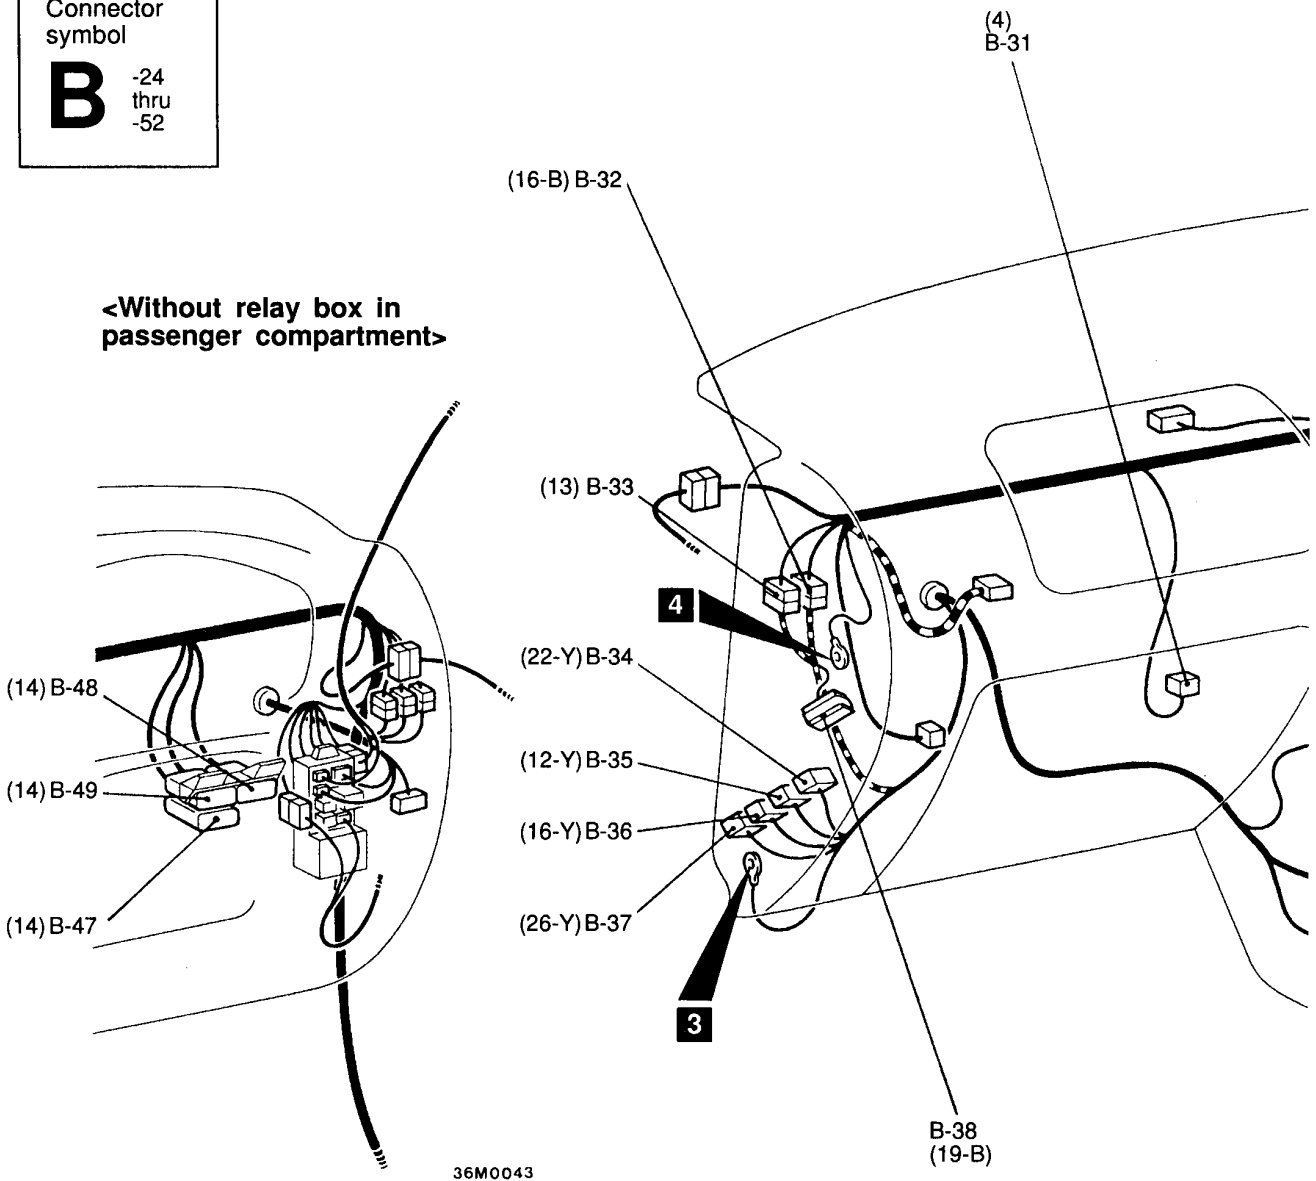 Connector
symbol
B
-24
thru
-52
(4)
B-31
(16-B) B-32
<Without relay box in
passenger compartment>
(13) B-33
4
(22-Y) B-34
(14) B-48
(12-Y) B-35
(14) B-49
(16-Y) B-36
(14) B-47
(26-Y) B-37
3
B-38
(19-B)
36M0043